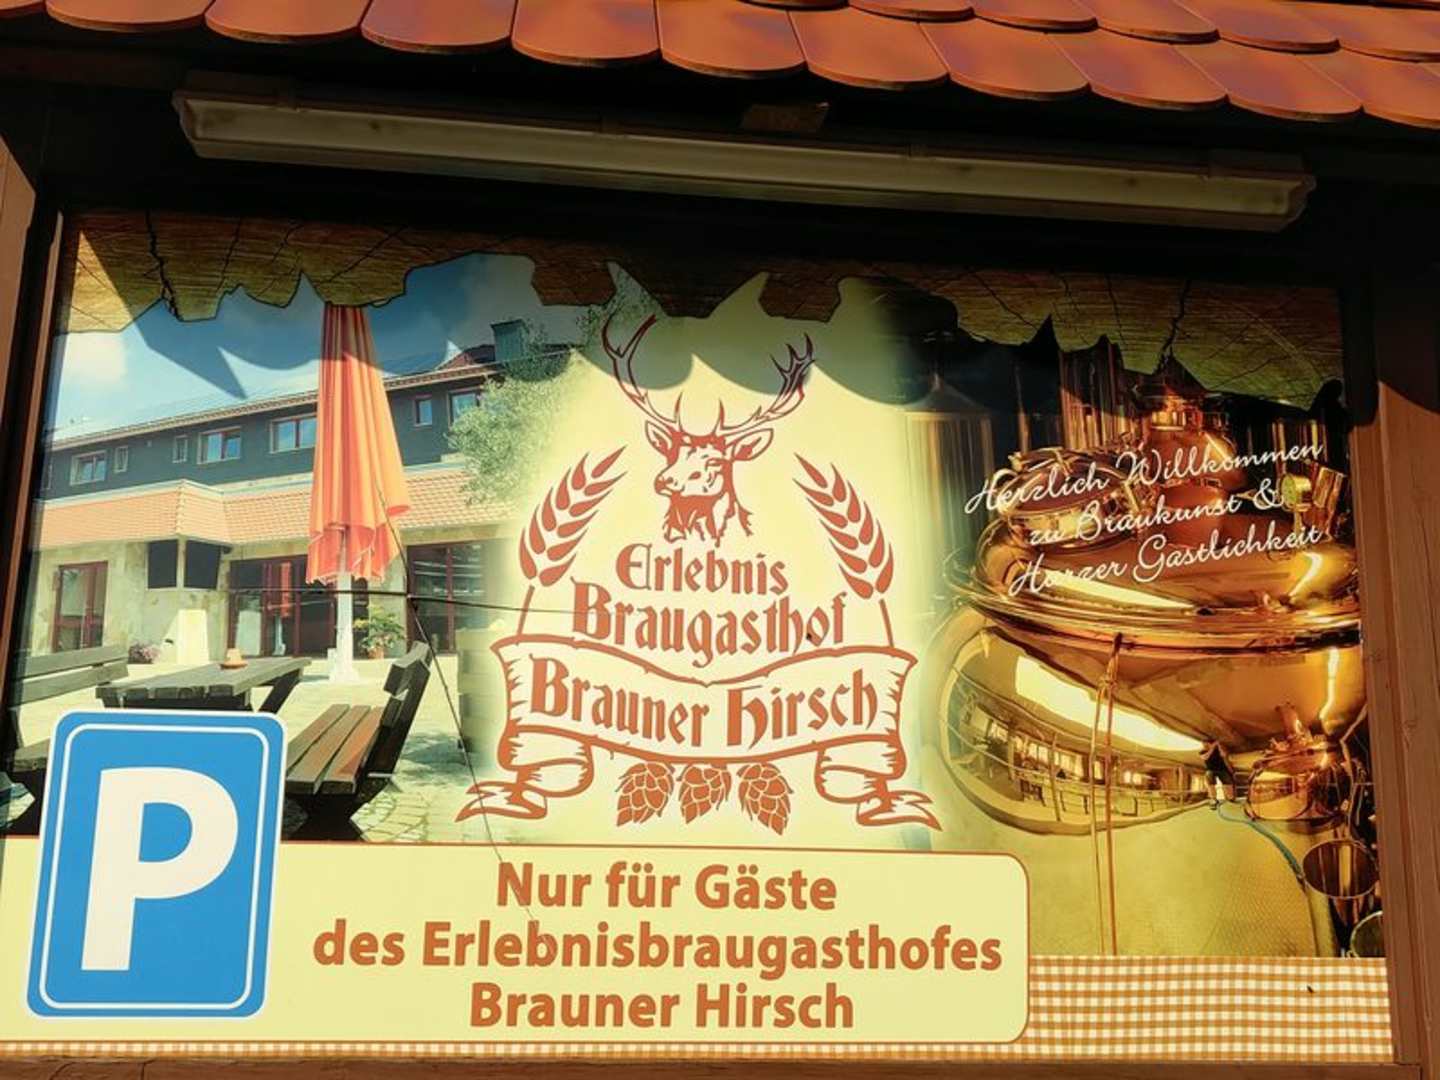 Erlebnis
Braugasthof
Brauner Hirsch
Herzlich Willkommen
zu Braukunst &
Harzer Gastlichkeit
P
Nur für Gäste
des Erlebnisbraugasthofes
Brauner Hirsch